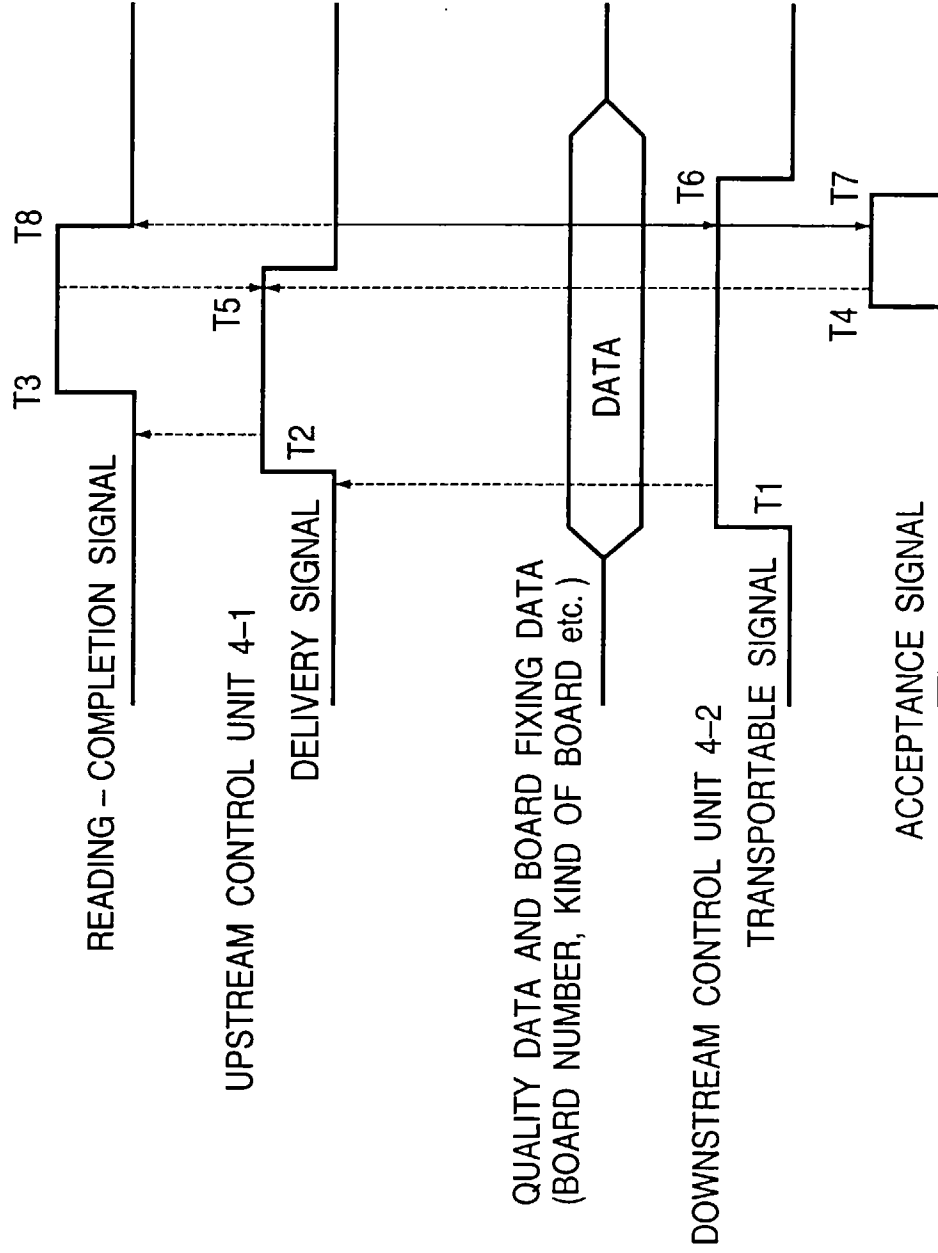 READING – COMPLETION SIGNAL
T3
T8
UPSTREAM CONTROL UNIT 4–1
DELIVERY SIGNAL
T2
T5
QUALITY DATA AND BOARD FIXING DATA
(BOARD NUMBER, KIND OF BOARD etc. )
DATA
DOWNSTREAM CONTROL UNIT 4–2
TRANSPORTABLE SIGNAL
T1
T6
ACCEPTANCE SIGNAL
T4
T7